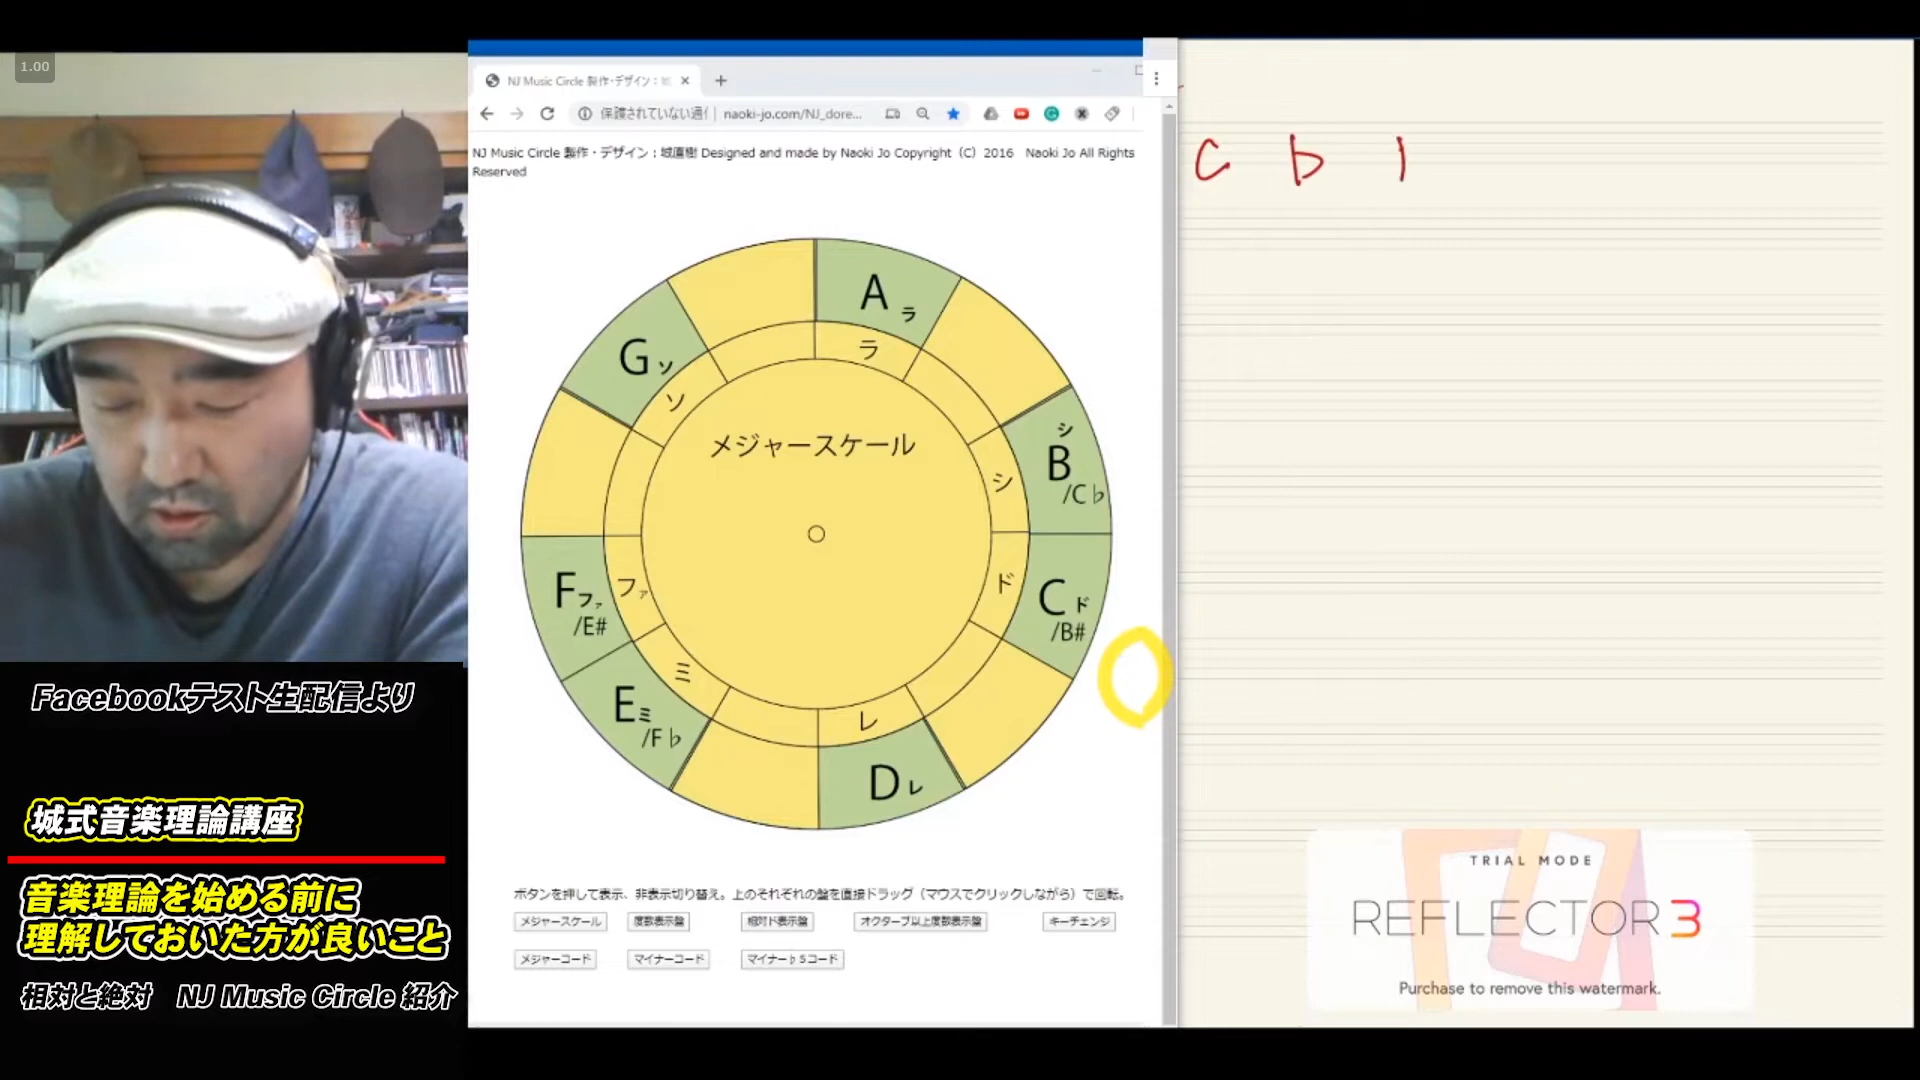 1.00
NJ Music Circle 製作・デザイン：
保護されていない通信 naoki-jo.com/NJ_dore...
NJ Music Circle 製作・デザイン：城直樹 Designed and made by Naoki Jo Copyright（C）2016 Naoki Jo All Rights
Reserved
C b
A ラ
ラ
G ソ
ソ
メジャースケール
シ
B
/C♭
シ
F ファ
/E#
ファ
ド
C ド
/B#
ミ
E ミ
/F♭
レ
D レ
ボタンを押して表示、非表示切り替え。上のそれぞれの盤を直接ドラッグ（マウスでクリックしながら）で回転。
メジャースケール 度数表示盤 相対ド表示盤 オクターブ以上度数表示盤 キーチェンジ
メジャーコード マイナーコード マイナー♭5コード
Facebookテスト生配信より
城式音楽理論講座
音楽理論を始める前に
理解しておいた方が良いこと
相対と絶対 NJ Music Circle 紹介
TRIAL MODE
REFLECTOR 3
Purchase to remove this watermark.